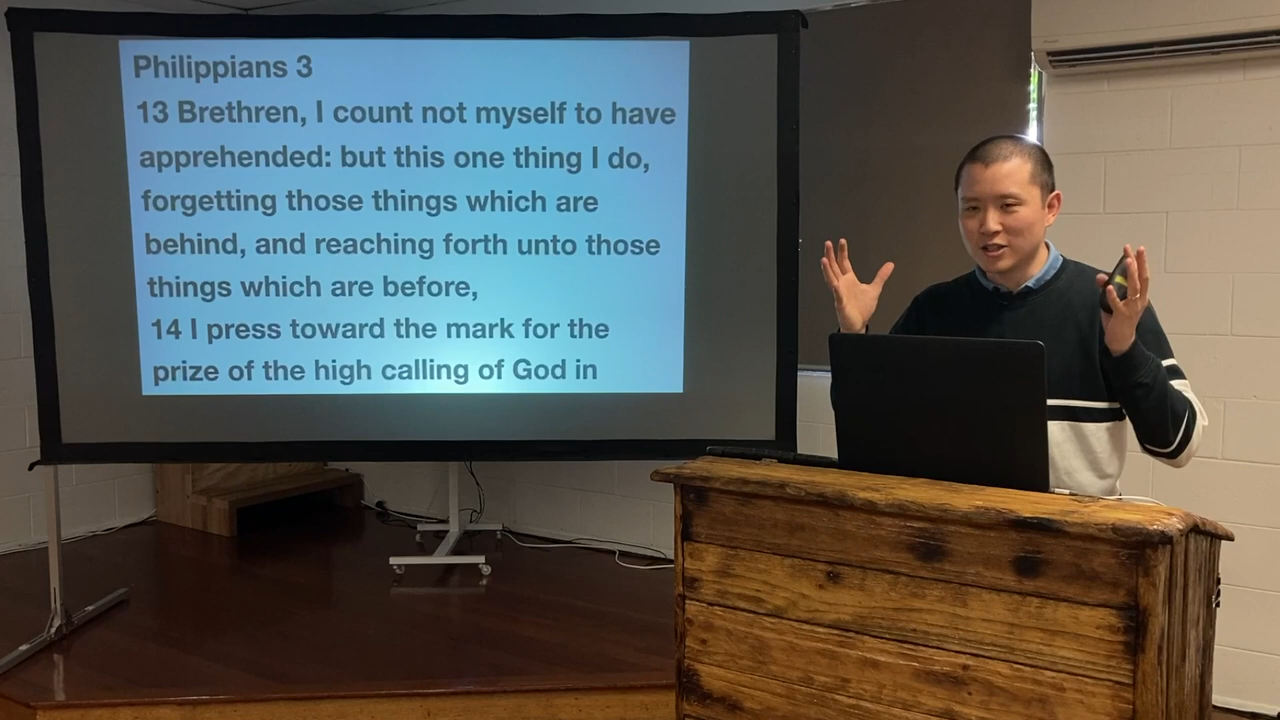 Philippians 3
13 Brethren, I count not myself to have
apprehended: but this one thing I do,
forgetting those things which are
behind, and reaching forth unto those
things which are before,
14 I press toward the mark for the
prize of the high calling of God in